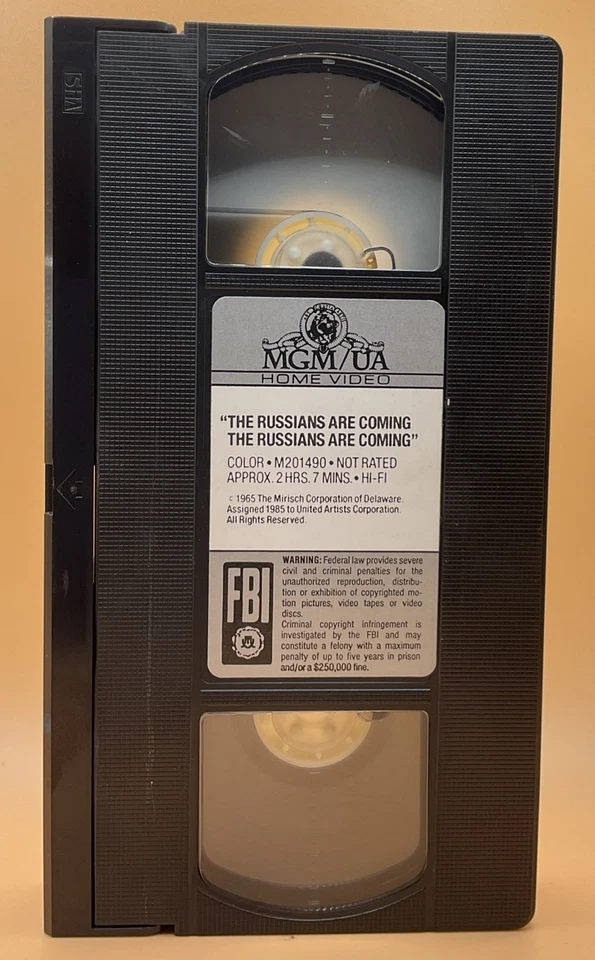 VHS
MGM/UA
HOME VIDEO
“THE RUSSIANS ARE COMING
THE RUSSIANS ARE COMING”
COLOR • M201490 • NOT RATED
APPROX. 2 HRS. 7 MINS. • HI-FI
© 1965 The Mirisch Corporation of Delaware.
Assigned 1985 to United Artists Corporation.
All Rights Reserved.
FBI
WARNING: Federal law provides severe
civil and criminal penalties for the
unauthorized reproduction, distribu-
tion or exhibition of copyrighted mo-
tion pictures, video tapes or video
discs.
Criminal copyright infringement is
investigated by the FBI and may
constitute a felony with a maximum
penalty of up to five years in prison
and/or a $250,000 fine.